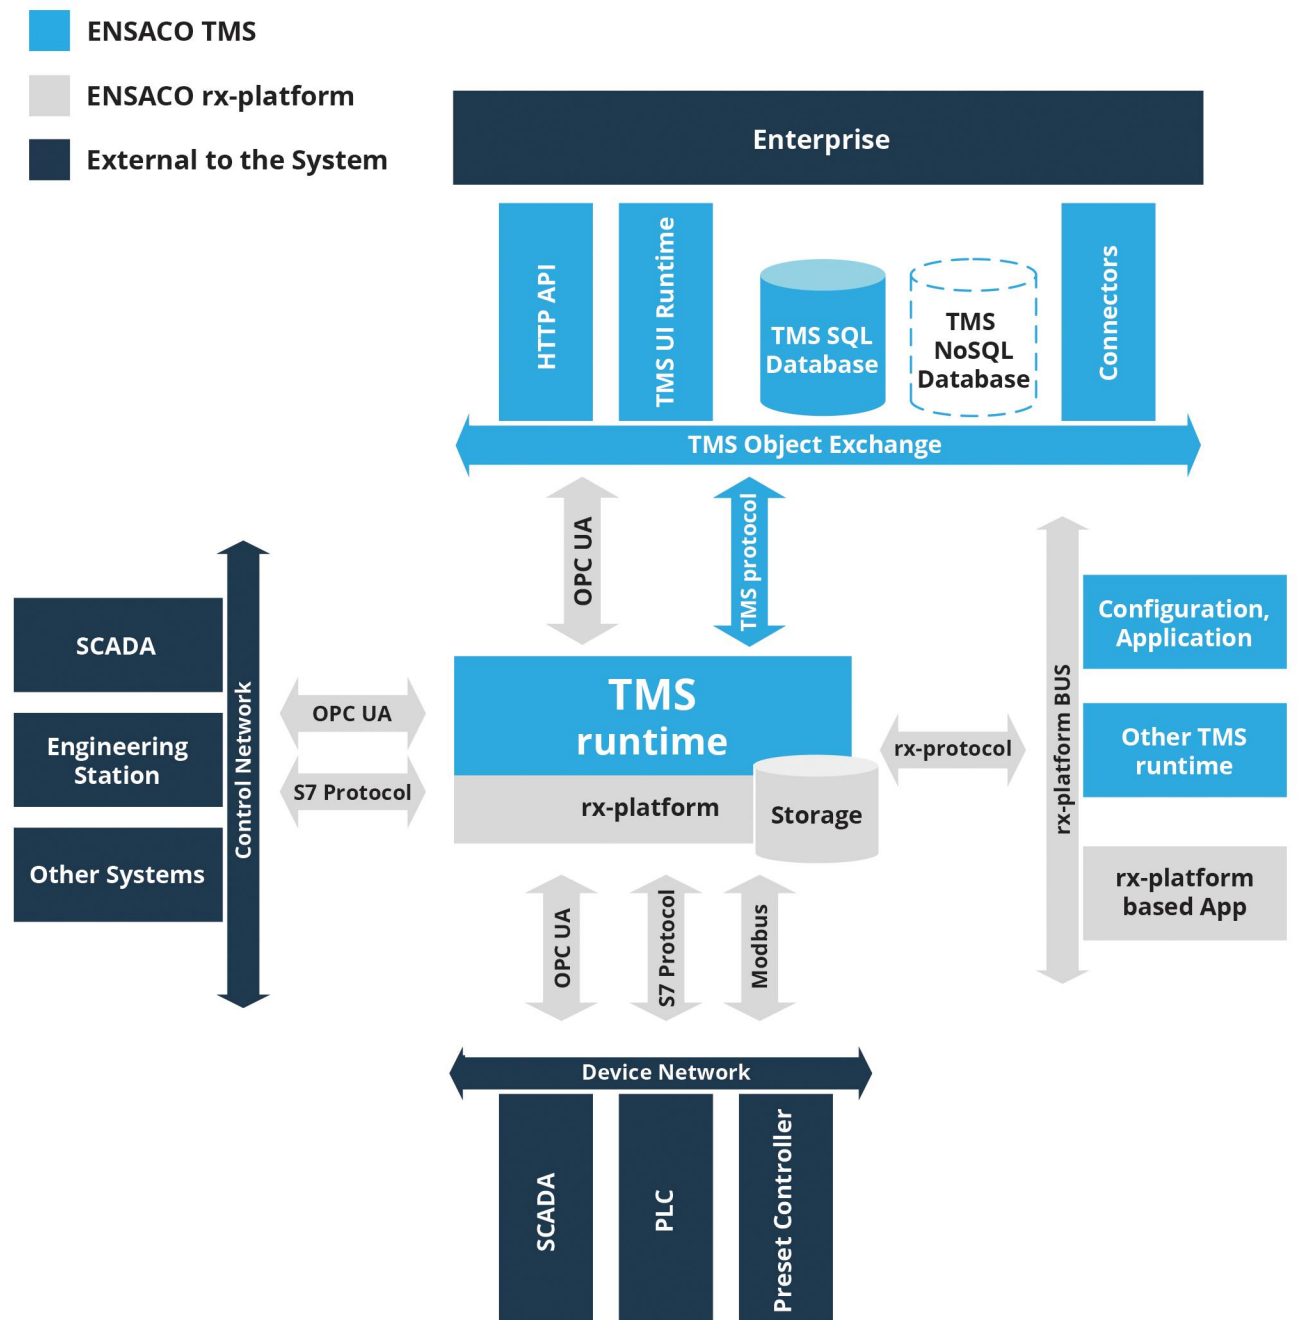 ENSACO TMS
ENSACO rx-platform
External to the System
Enterprise
HTTP API
TMS UI Runtime
TMS SQL
Database
TMS
NoSQL
Database
Connectors
TMS Object Exchange
OPC UA
TMS protocol
SCADA
Engineering
Station
Other Systems
Control Network
OPC UA
S7 Protocol
TMS
runtime
rx-platform
Storage
rx-protocol
rx-platform BUS
Configuration,
Application
Other TMS
runtime
rx-platform
based App
OPC UA
S7 Protocol
Modbus
Device Network
SCADA
PLC
Preset Controller